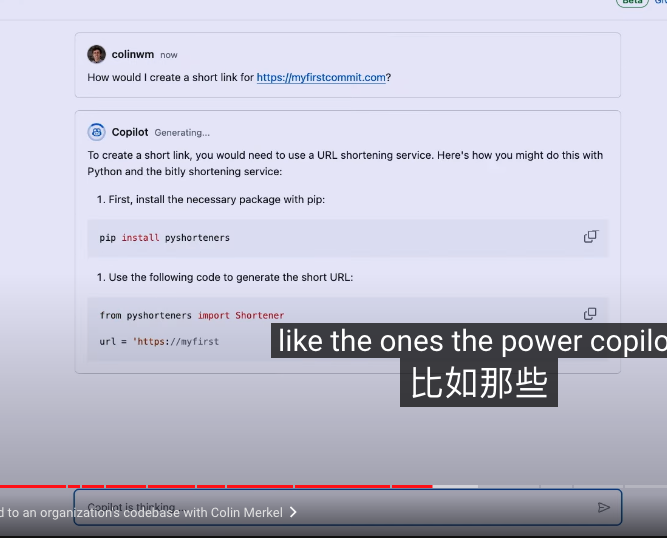 Beta
colinwm now
How would I create a short link for https://myfirstcommit.com?
Copilot Generating...
To create a short link, you would need to use a URL shortening service. Here's how you might do this with
Python and the bitly shortening service:
1. First, install the necessary package with pip:
pip install pyshorteners
1. Use the following code to generate the short URL:
from pyshorteners import Shortener
url = 'https://myfirst
like the ones the power copilo
比如那些
Copilot is thinking
d to an organization's codebase with Colin Merkel